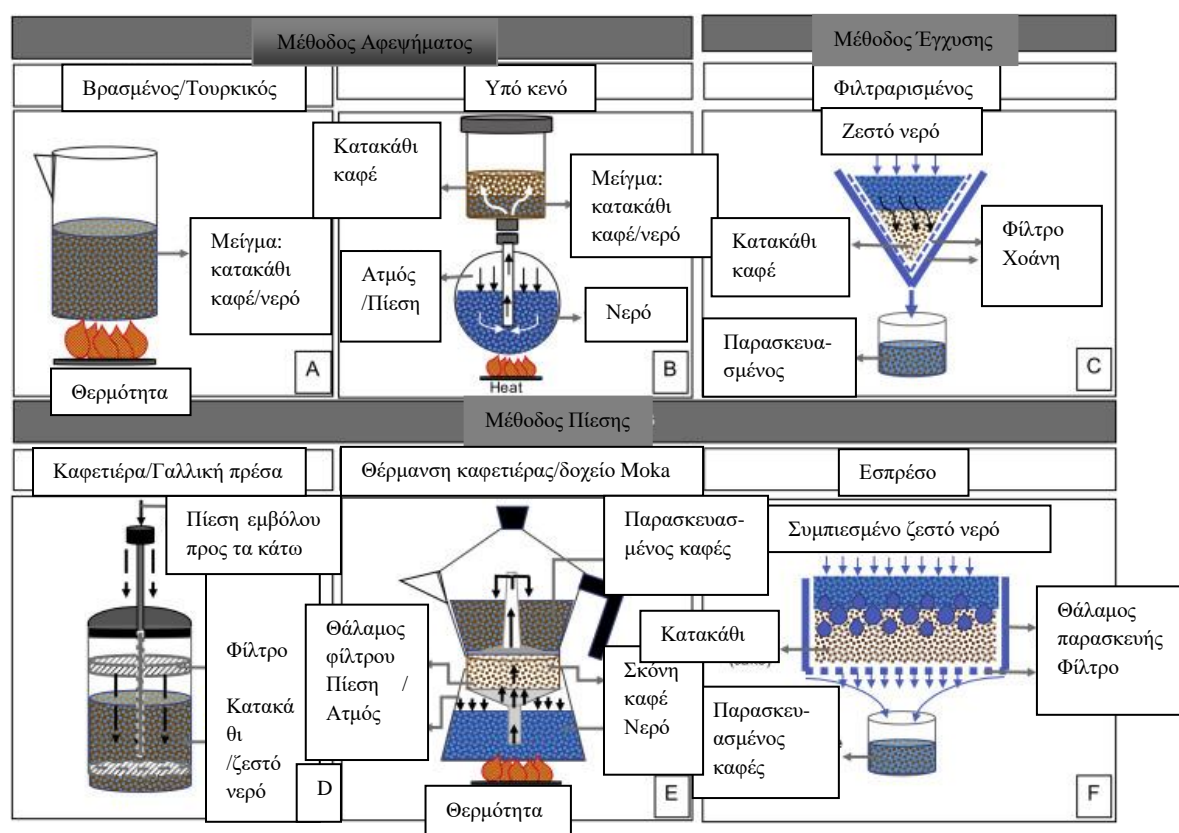 Μέθοδος Αφεψήματος
Μέθοδος Έγχυσης
Βρασμένος/Τουρκικός
Υπό κενό
Φιλτραρισμένος
Μείγμα:
κατακάθι
καφέ/νερό
Θερμότητα
A
Κατακάθι
καφέ
Μείγμα:
κατακάθι
καφέ/νερό
Ατμός
/Πίεση
Νερό
Heat
B
Ζεστό νερό
Κατακάθι
καφέ
Φίλτρο
Χοάνη
Παρασκευα-
σμένος
C
Μέθοδος Πίεσης
Καφετιέρα/Γαλλική πρέσα
Θέρμανση καφετιέρας/δοχείο Moka
Εσπρέσο
Πίεση εμβόλου
προς τα κάτω
Φίλτρο
Κατακά
θι
/ζεστό
νερό
D
Παρασκευασ-
μένος καφές
Θάλαμος
φίλτρου
Πίεση /
Ατμός
Σκόνη
καφέ
Νερό
Θερμότητα
E
Συμπιεσμένο ζεστό νερό
Κατακάθι
Θάλαμος
παρασκευής
Φίλτρο
Παρασκευ-
ασμένος
καφές
F